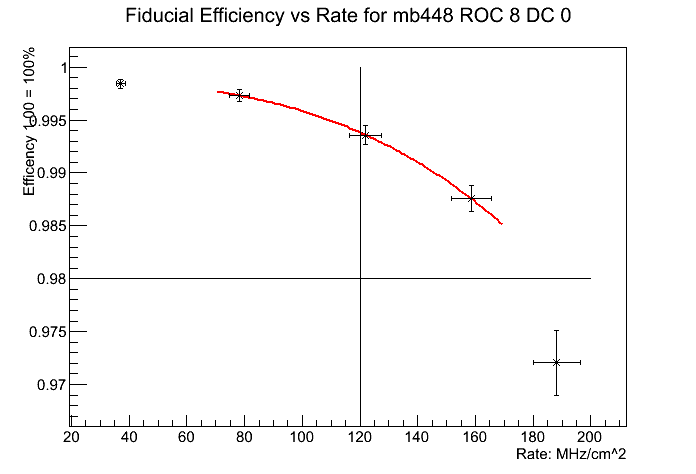 Fiducial Efficiency vs Rate for mb448 ROC 8 DC 0
Efficency 1.00 = 100%
1
0.995
0.99
0.985
0.98
0.975
0.97
20 40 60 80 100 120 140 160 180 200
Rate: MHz/cm^2